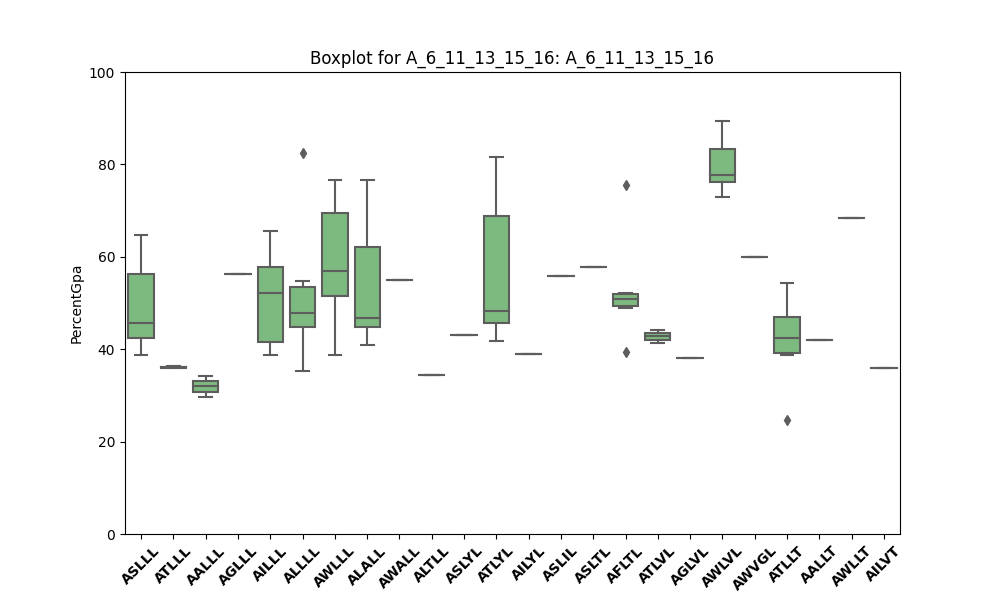 Boxplot for A_6_11_13_15_16: A_6_11_13_15_16
100
80
60
40
20
0
PercentGpa
ASLLL ATLLL AALLL AGLLL AILLL ALLLL AWLLL ALALL AWALL ALTLL ASLYL ATLYL AILYL ASLIL ASLTL AFLTL ATLVL AGLVL AWLVL AWVGL ATLLT AALLT AWLLT AILVT